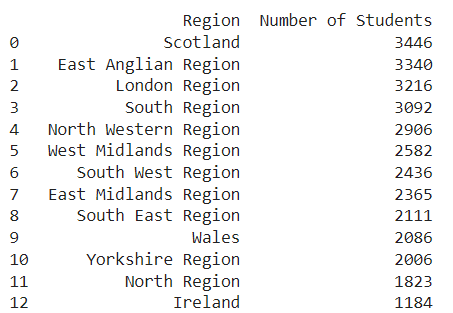 Region Number of Students
0 Scotland 3446
1 East Anglian Region 3340
2 London Region 3216
3 South Region 3092
4 North Western Region 2906
5 West Midlands Region 2582
6 South West Region 2436
7 East Midlands Region 2365
8 South East Region 2111
9 Wales 2086
10 Yorkshire Region 2006
11 North Region 1823
12 Ireland 1184